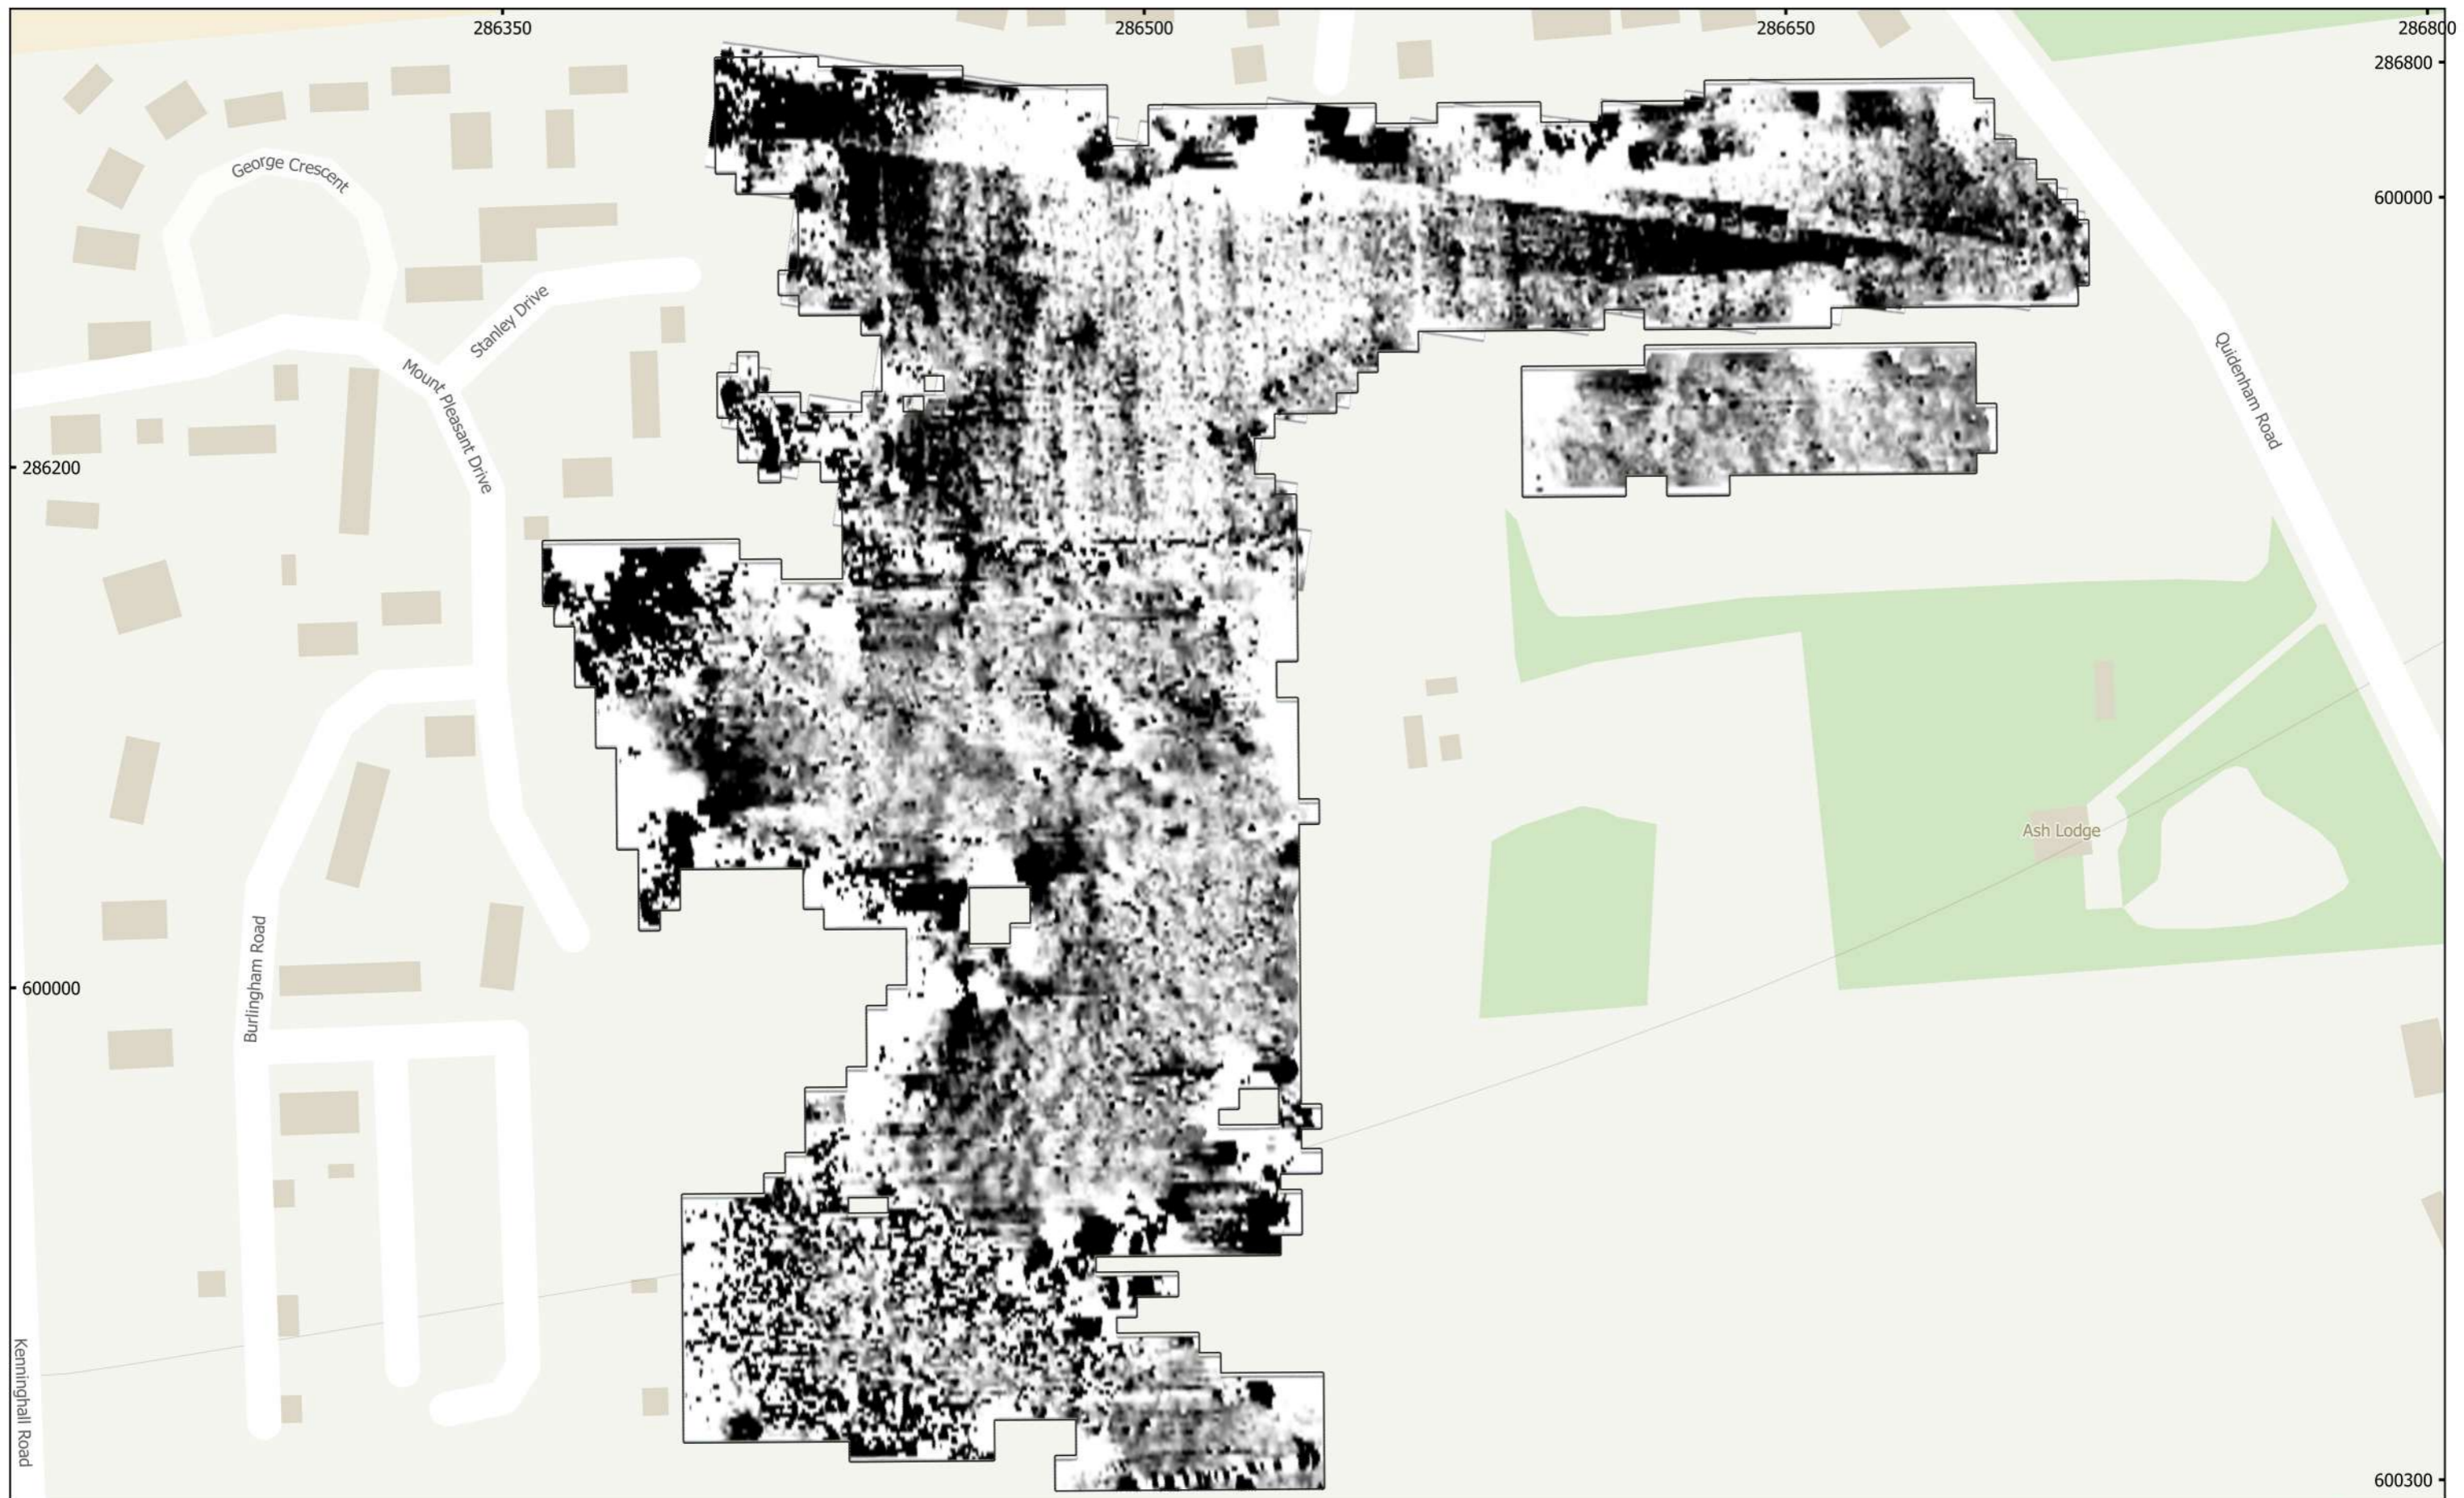 286350
286500
286650
286800
286800
George Crescent
600000
Stanley Drive
Mount Pleasant Drive
Quidenham Road
286200
Ash Lodge
Burlingham Road
600000
Kenninghall Road
600300